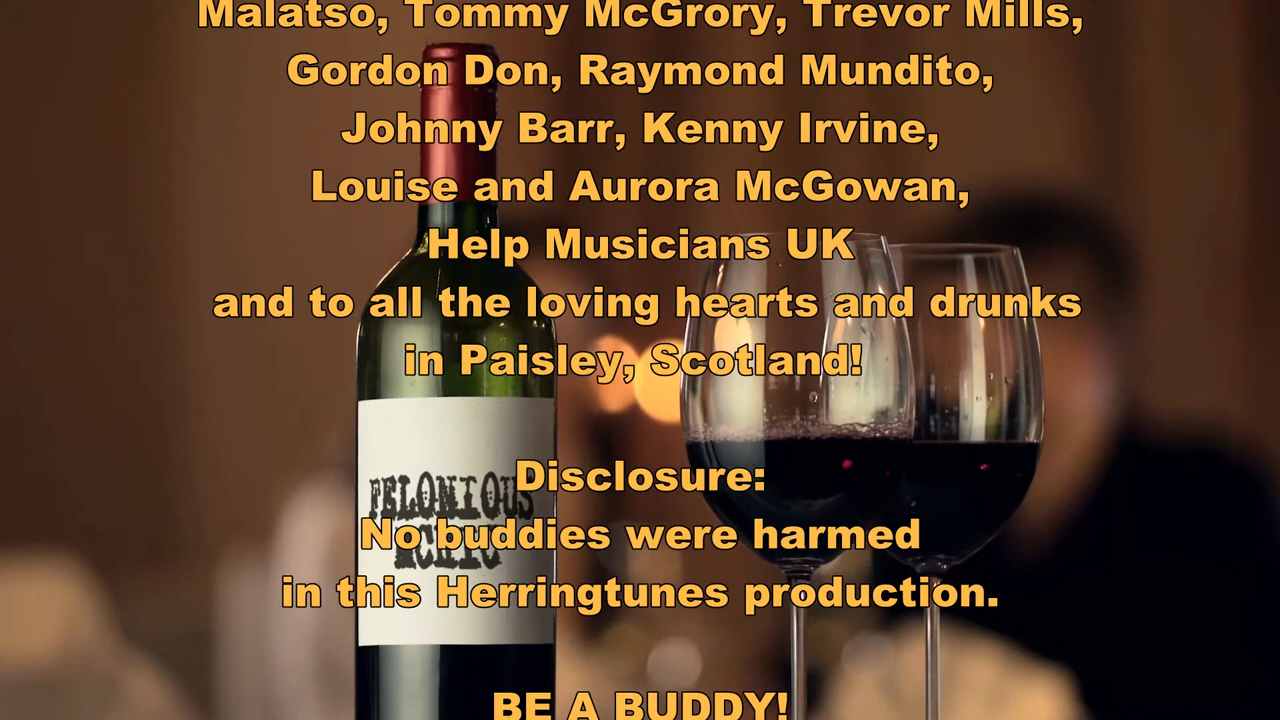 Malatso, Tommy McGrory, Trevor Mills,
Gordon Don, Raymond Mundito,
Johnny Barr, Kenny Irvine,
Louise and Aurora McGowan,
Help Musicians UK
and to all the loving hearts and drunks
in Paisley, Scotland!
Disclosure:
FELONIOUS
No buddies were harmed
in this Herringtunes production.
BE A BUDDY!